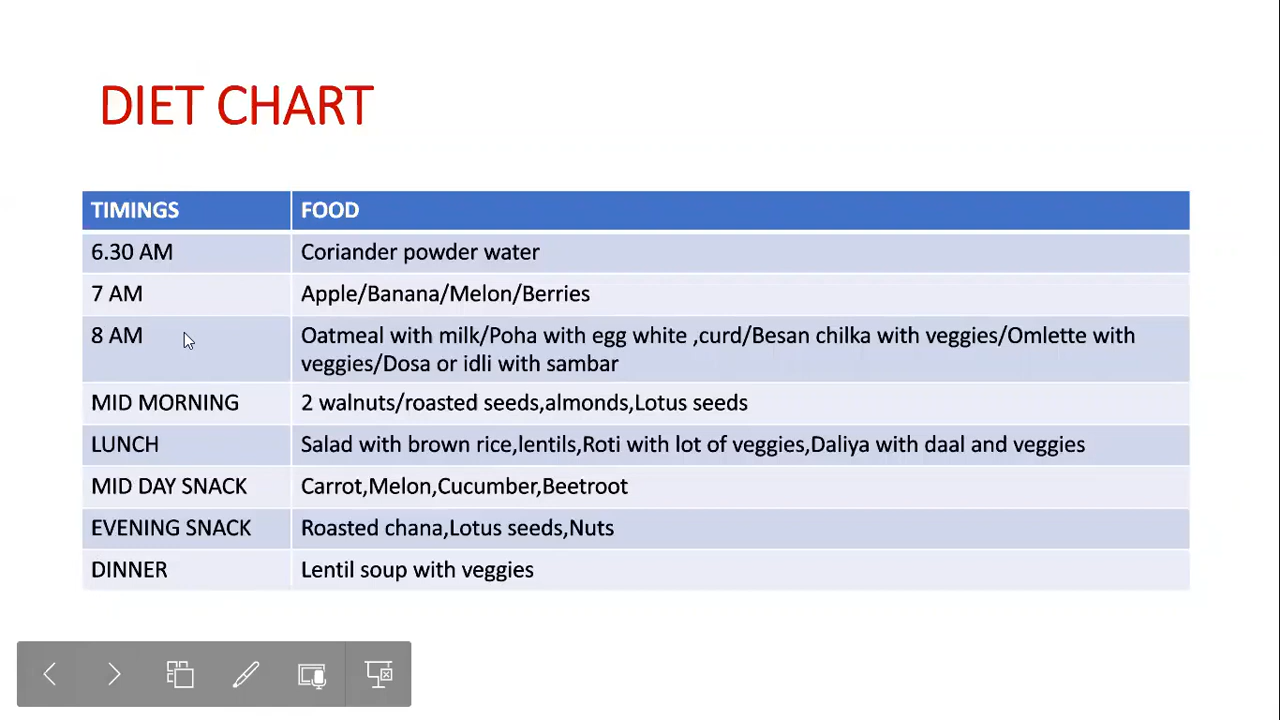 DIET CHART
TIMINGS FOOD
6.30 AM Coriander powder water
7 AM Apple/Banana/Melon/Berries
8 AM Oatmeal with milk/Poha with egg white ,curd/Besan chilka with veggies/Omlette with
veggies/Dosa or idli with sambar
MID MORNING 2 walnuts/roasted seeds,almonds,Lotus seeds
LUNCH Salad with brown rice,lentils,Roti with lot of veggies,Daliya with daal and veggies
MID DAY SNACK Carrot,Melon,Cucumber,Beetroot
EVENING SNACK Roasted chana,Lotus seeds,Nuts
DINNER Lentil soup with veggies